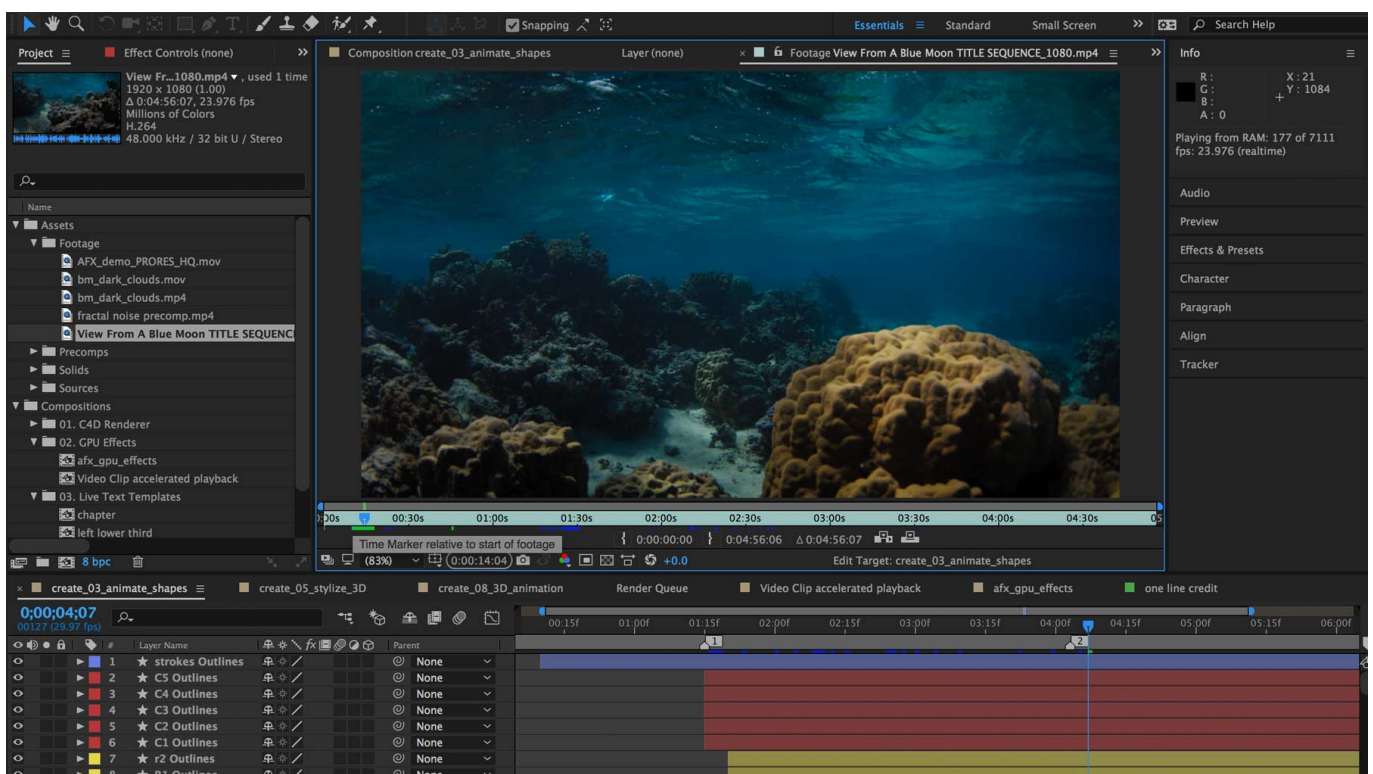 Snapping
Essentials
Standard
Small Screen
Search Help
Project
Effect Controls (none)
Composition create_03_animate_shapes
Layer (none)
Footage View From A Blue Moon TITLE SEQUENCE_1080.mp4
Info
View Fr...1080.mp4 , used 1 time
1920 x 1080 (1.00)
Δ 0:04:56:07, 23.976 fps
Millions of Colors
H.264
48.000 kHz / 32 bit U / Stereo
R :
G :
B :
A : 0
X : 21
Y : 1084
Playing from RAM: 177 of 7111
fps: 23.976 (realtime)
Audio
Preview
Effects & Presets
Character
Paragraph
Align
Tracker
Name
Assets
Footage
AFX_demo_PRORES_HQ.mov
bm_dark_clouds.mov
bm_dark_clouds.mp4
fractal noise precomp.mp4
View From A Blue Moon TITLE SEQUENC
Precomps
Solids
Sources
Compositions
01. C4D Renderer
02. GPU Effects
afx_gpu_effects
Video Clip accelerated playback
03. Live Text Templates
chapter
left lower third
8 bpc
00:30s 01:00s 01:30s 02:00s 02:30s 03:00s 03:30s 04:00s 04:30s
Time Marker relative to start of footage
0:00:00:00
0:04:56:06
Δ 0:04:56:07
(83%)
(0:00:14:04)
+0.0
Edit Target: create_03_animate_shapes
create_03_animate_shapes
create_05_stylize_3D
create_08_3D_animation
Render Queue
Video Clip accelerated playback
afx_gpu_effects
one line credit
0;00;04;07
00127 (29.97 fps)
00:15f 01:00f 01:15f 02:00f 02:15f 03:00f 03:15f 04:00f 04:15f 05:00f 05:15f 06:00f
1
2
# Layer Name
Parent
1 strokes Outlines None
2 C5 Outlines None
3 C4 Outlines None
4 C3 Outlines None
5 C2 Outlines None
6 C1 Outlines None
7 r2 Outlines None